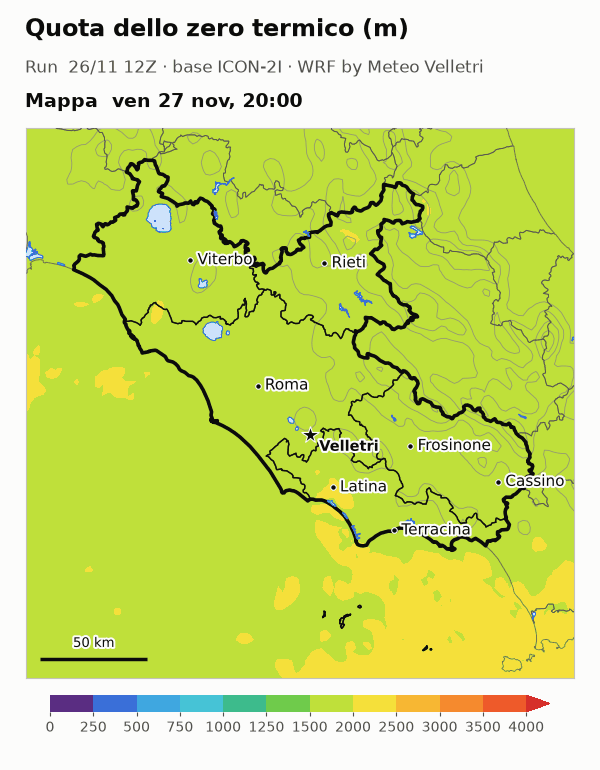 Quota dello zero termico (m)
Run  26/11 12Z · base ICON-2I · WRF by Meteo Velletri
Mappa  ven 27 nov, 20:00
Viterbo
Rieti
Roma
Velletri
Frosinone
Latina
Cassino
Terracina
50 km
0 250 500 750 1000 1250 1500 2000 2500 3000 3500 4000